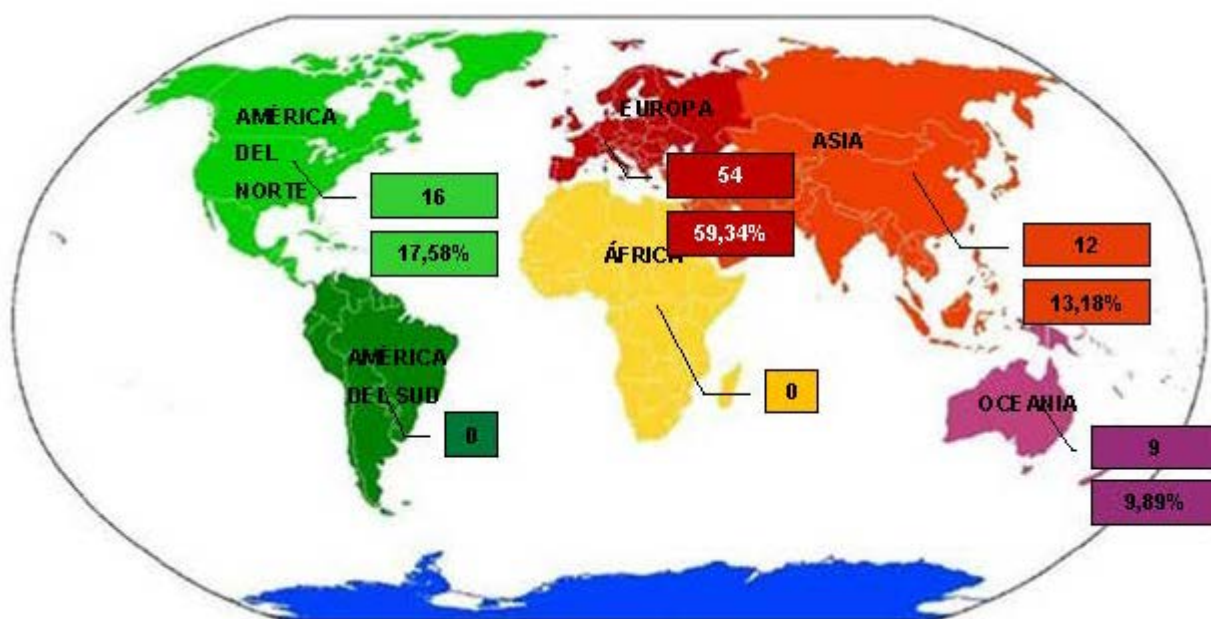 AMÉRICA
DEL
NORTE
16
17,58%
EUROPA
54
59,34%
ASIA
12
13,18%
ÁFRICA
0
AMÉRICA
DEL SUD
0
OCEANIA
9
9,89%